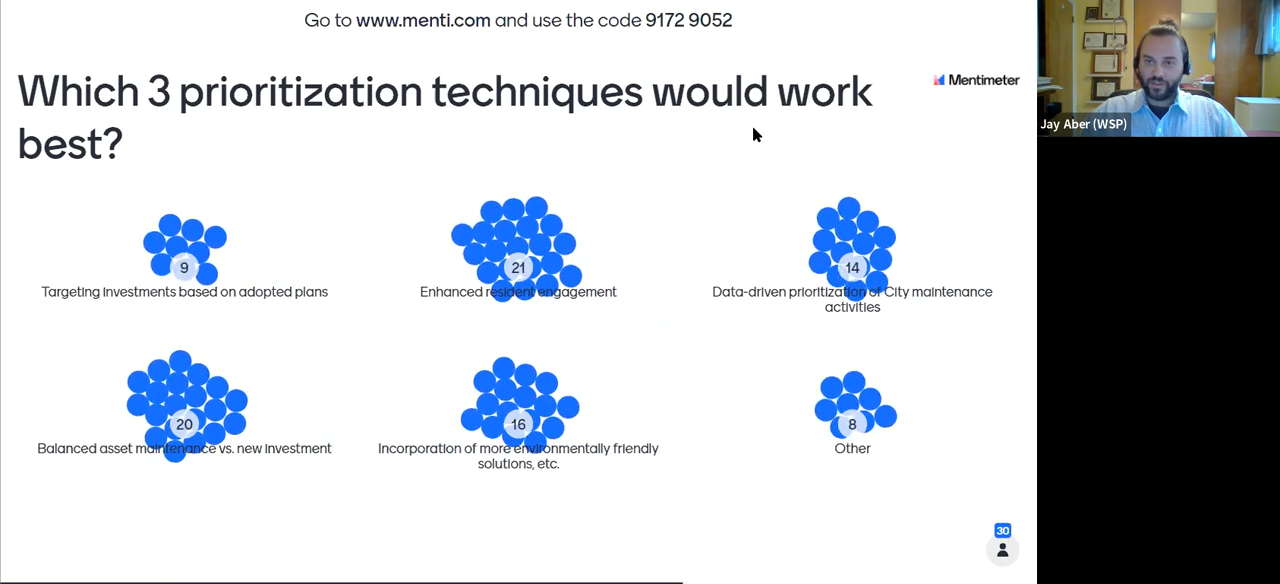 Go to www.menti.com and use the code 9172 9052
Which 3 prioritization techniques would work
best?
Mentimeter
Jay Aber (WSP)
9
Targeting investments based on adopted plans
21
Enhanced resident engagement
14
Data-driven prioritization of City maintenance
activities
20
Balanced asset maintenance vs. new investment
16
Incorporation of more environmentally friendly
solutions, etc.
8
Other
30